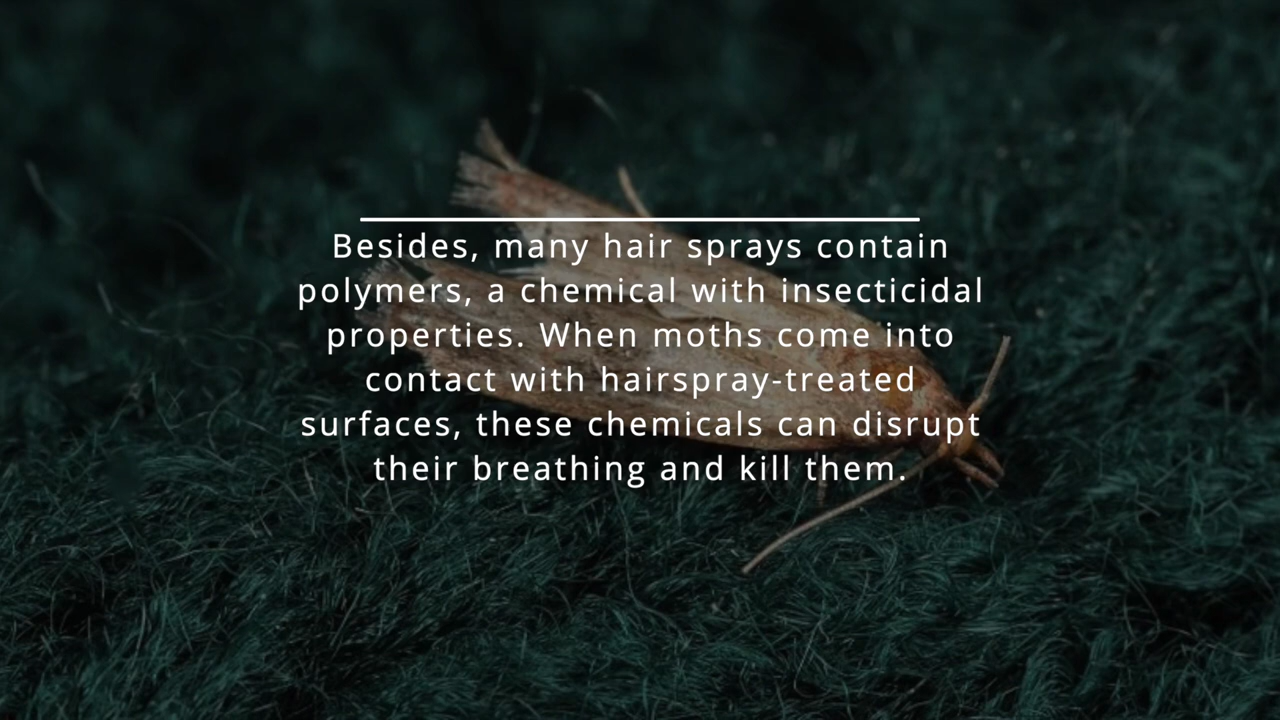 Besides, many hair sprays contain
polymers, a chemical with insecticidal
properties. When moths come into
contact with hairspray-treated
surfaces, these chemicals can disrupt
their breathing and kill them.